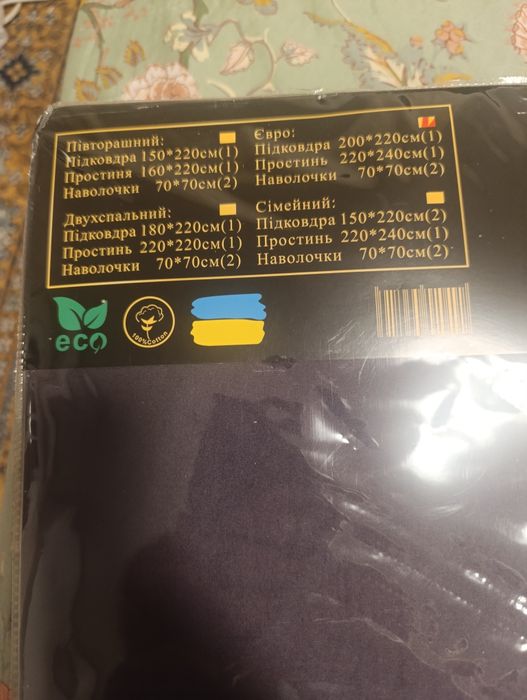 Півторашний:
Підковдра 150*220см(1)
Простиня 160*220см(1)
Наволочки 70*70см(2)
Євро:
Підковдра 200*220см(1)
Простинь 220*240см(1)
Наволочки 70*70см(2)
Двухспальний:
Підковдра 180*220см(1)
Простинь 220*220см(1)
Наволочки 70*70см(2)
Сімейний:
Підковдра 150*220см(2)
Простинь 220*240см(1)
Наволочки 70*70см(2)
eco
100%Cotton